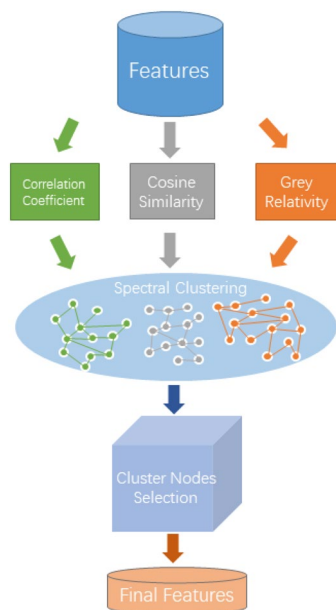 Features
Correlation
Coefficient
Cosine
Similarity
Grey
Relativity
Spectral Clustering
Cluster Nodes
Selection
Final Features